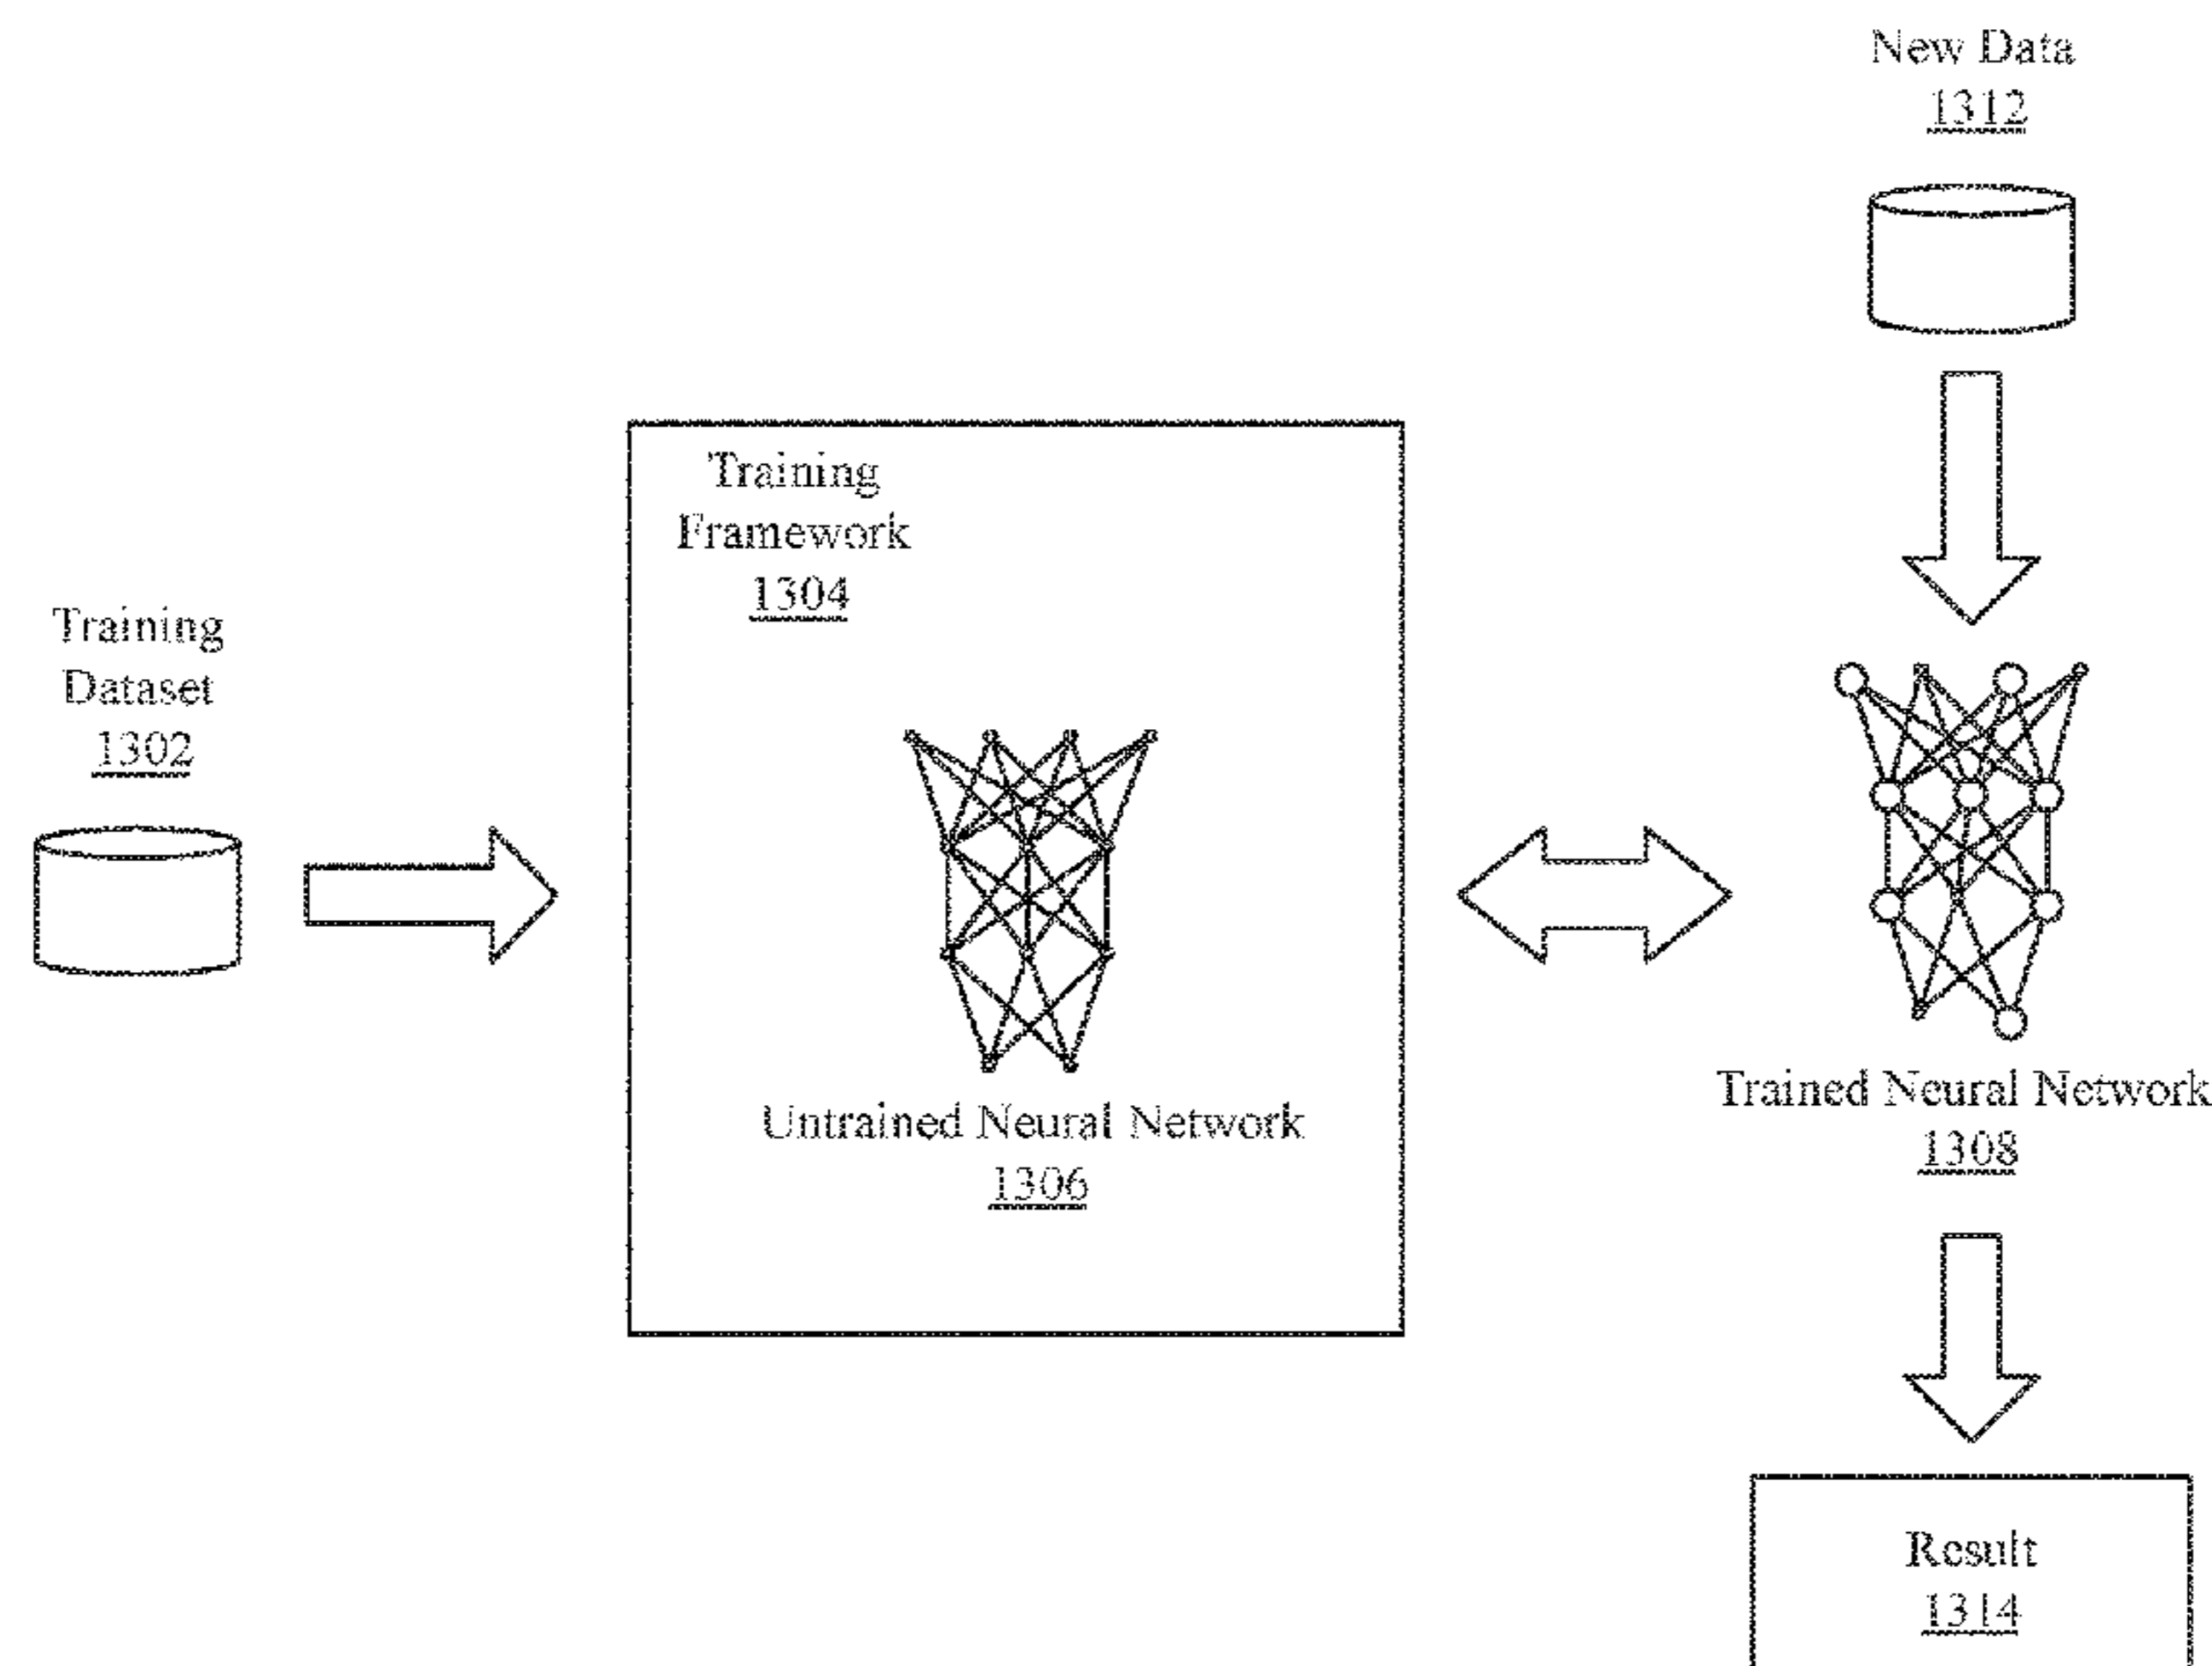 New Data
1312
Training
Framework
1304
Training
Dataset
1302
Untrained Neural Network
1306
Trained Neural Network
1308
Result
1314